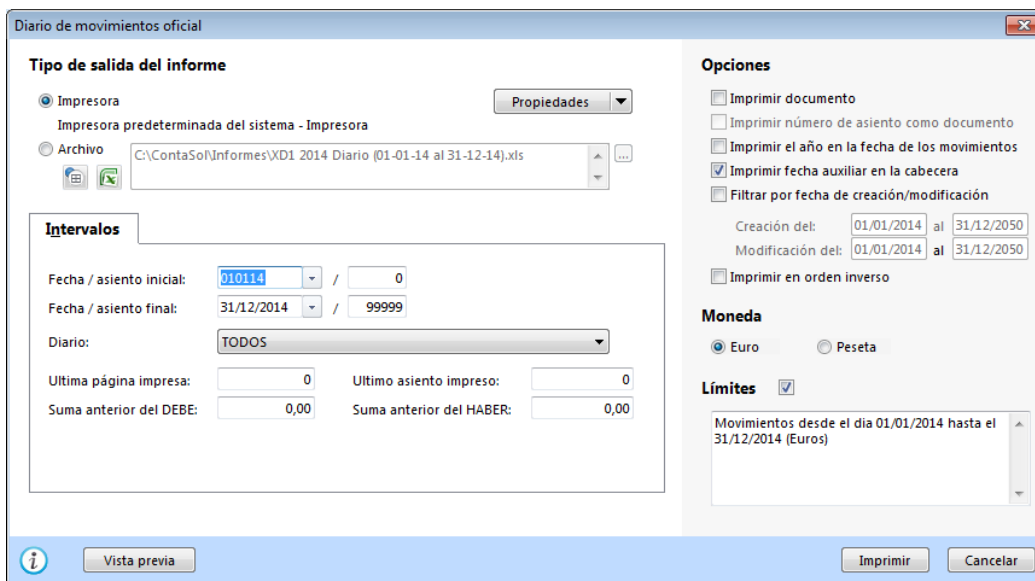 Diario de movimientos oficial
Tipo de salida del informe
Impresora
Propiedades
Impresora predeterminada del sistema - Impresora
Archivo
C:\ContaSol\Informes\XD1 2014 Diario (01-01-14 al 31-12-14).xls
...
Intervalos
Fecha / asiento inicial: 010114 / 0
Fecha / asiento final: 31/12/2014 / 99999
Diario: TODOS
Ultima página impresa: 0 Ultimo asiento impreso: 0
Suma anterior del DEBE: 0,00 Suma anterior del HABER: 0,00
Opciones
Imprimir documento
Imprimir número de asiento como documento
Imprimir el año en la fecha de los movimientos
Imprimir fecha auxiliar en la cabecera
Filtrar por fecha de creación/modificación
Creación del: 01/01/2014 al 31/12/2050
Modificación del: 01/01/2014 al 31/12/2050
Imprimir en orden inverso
Moneda
Euro Peseta
Límites
Movimientos desde el dia 01/01/2014 hasta el
31/12/2014 (Euros)
i
Vista previa
Imprimir
Cancelar